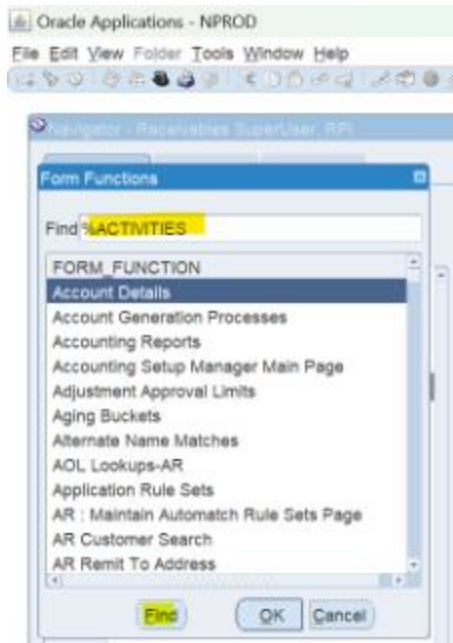 Oracle Applications - NPROD
File Edit View Folder Tools Window Help
Navigator - Receivables SuperUser, RPI
Form Functions
Find %ACTIVITIES
FORM_FUNCTION
Account Details
Account Generation Processes
Accounting Reports
Accounting Setup Manager Main Page
Adjustment Approval Limits
Aging Buckets
Alternate Name Matches
AOL Lookups-AR
Application Rule Sets
AR : Maintain Automatch Rule Sets Page
AR Customer Search
AR Remit To Address
Find OK Cancel